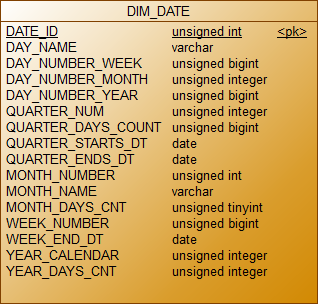 DIM_DATE
DATE_ID unsigned int <pk>
DAY_NAME varchar
DAY_NUMBER_WEEK unsigned bigint
DAY_NUMBER_MONTH unsigned integer
DAY_NUMBER_YEAR unsigned bigint
QUARTER_NUM unsigned integer
QUARTER_DAYS_COUNT unsigned bigint
QUARTER_STARTS_DT date
QUARTER_ENDS_DT date
MONTH_NUMBER unsigned int
MONTH_NAME varchar
MONTH_DAYS_CNT unsigned tinyint
WEEK_NUMBER unsigned bigint
WEEK_END_DT date
YEAR_CALENDAR unsigned integer
YEAR_DAYS_CNT unsigned integer